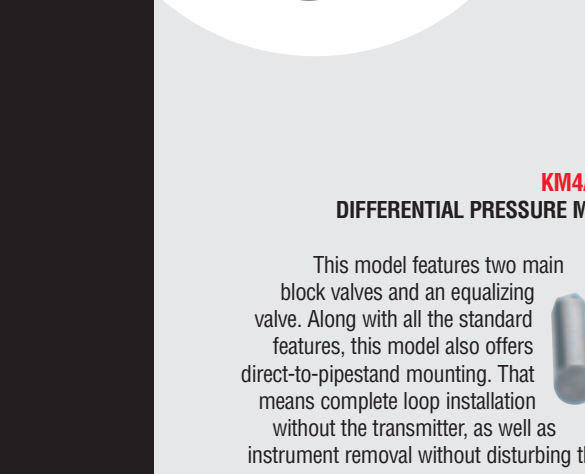 KM4
DIFFERENTIAL PRESSURE
This model features two main
block valves and an equalizing
valve. Along with all the standard
features, this model also offers
direct-to-pipestand mounting. That
means complete loop installation
without the transmitter, as well as
instrument removal without disturbing